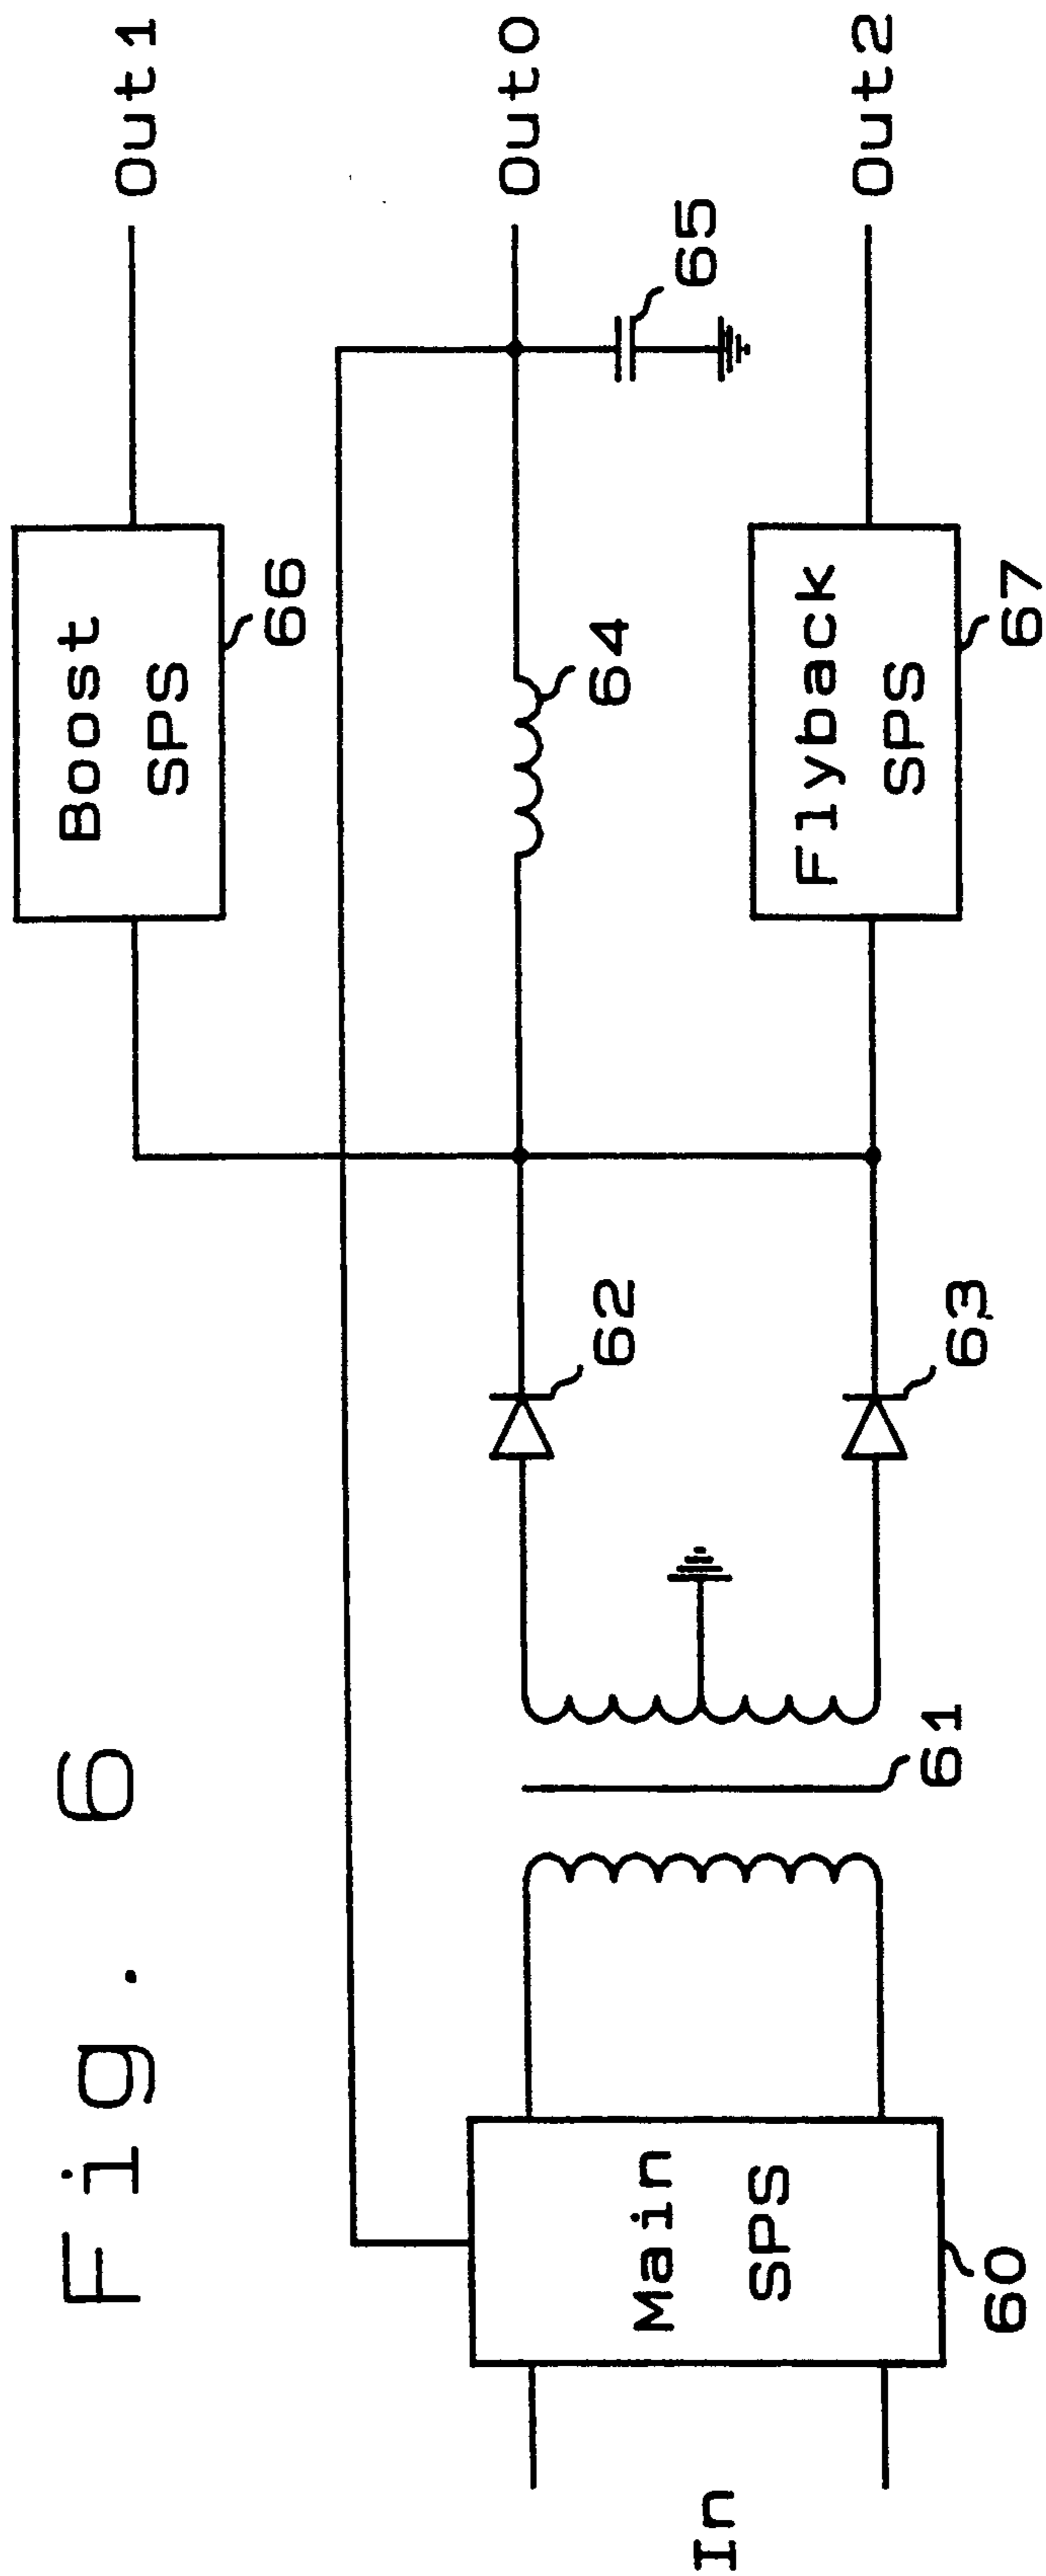 Fig. 6
Boost
SPS
66
Out1
In
Main
SPS
60
61
62
63
64
65
Out0
Flyback
SPS
67
Out2